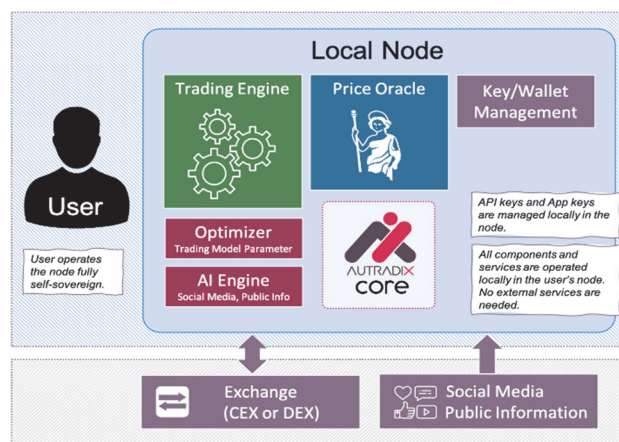 Local Node
Trading Engine
Price Oracle
Key/Wallet
Management
User
User operates
the node fully
self-sovereign.
Optimizer
Trading Model Parameter
AI Engine
Social Media, Public Info
AUTRADIX
core
API keys and App keys
are managed locally in the
node.
All components and
services are operated
locally in the user's node.
No external services are
needed.
Exchange
(CEX or DEX)
Social Media
Public Information